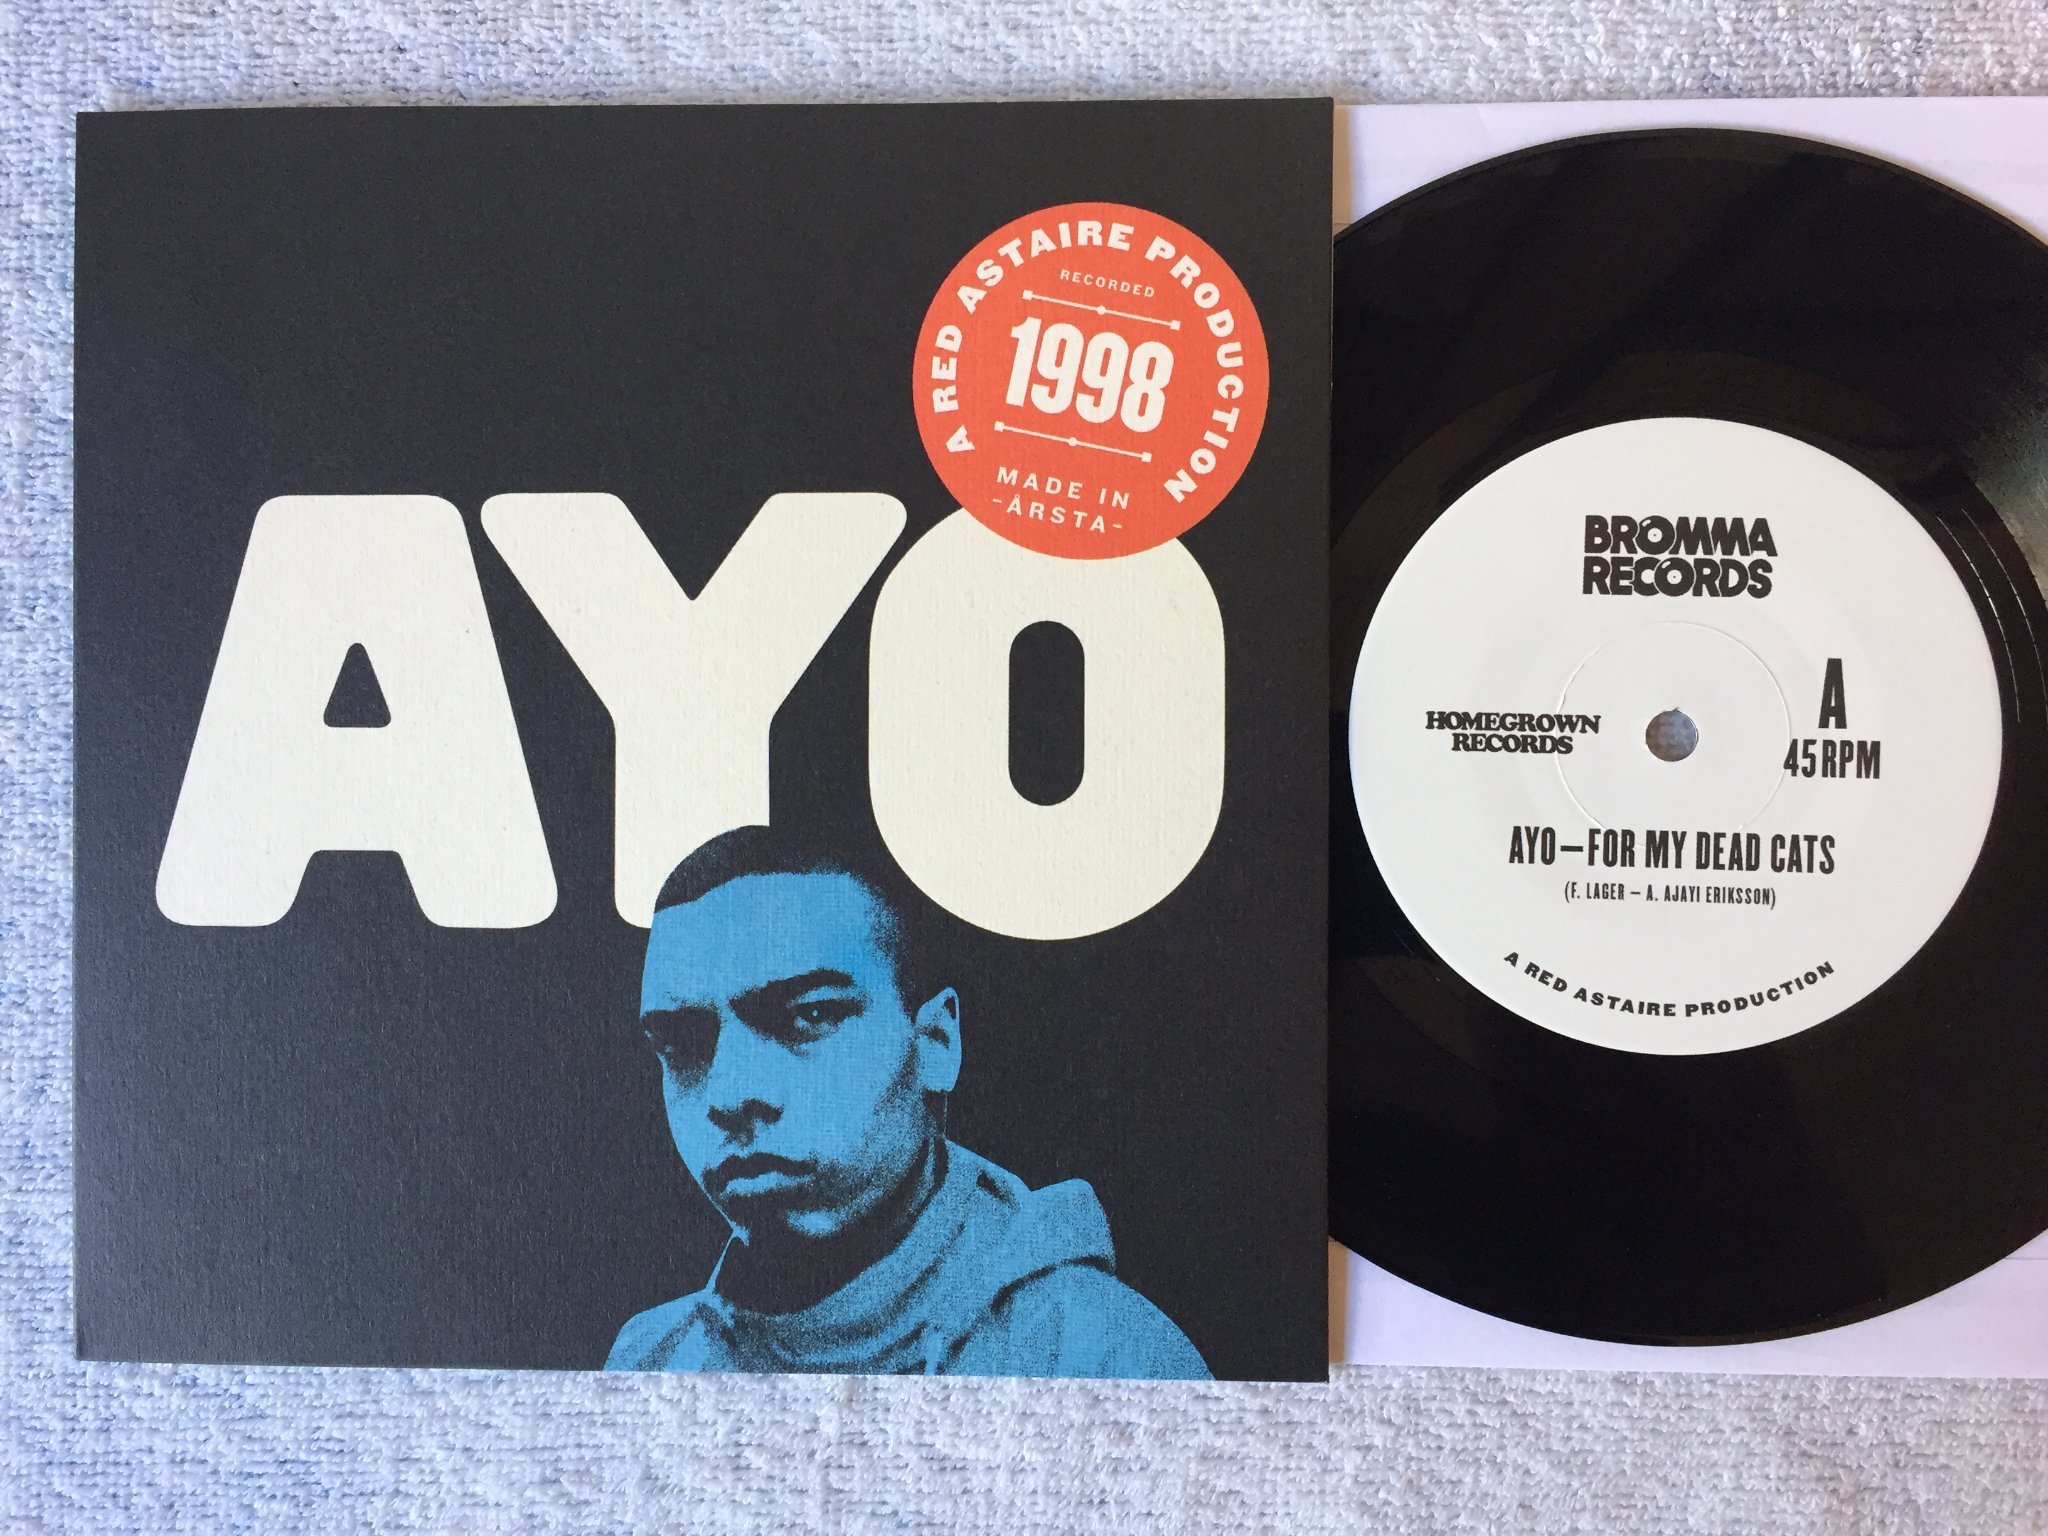 A RED ASTAIRE PRODUCTION
RECORDED
1998
MADE IN
-ÅRSTA-
AYO
BROMMA
RECORDS
HOMEGROWN
RECORDS
A
45 RPM
AYO–FOR MY DEAD CATS
(F. LAGER – A. AJAYI ERIKSSON)
A RED ASTAIRE PRODUCTION